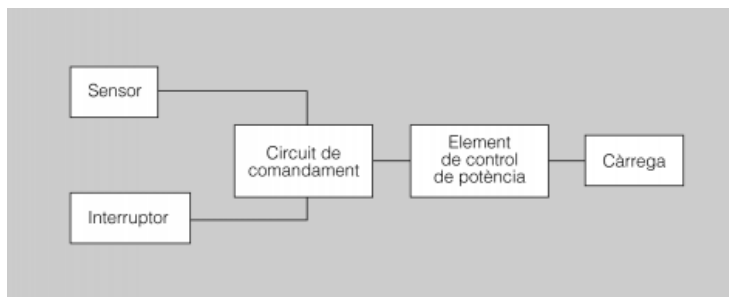 Sensor
Circuit de
comandament
Element
de control
de potència
Càrrega
Interruptor